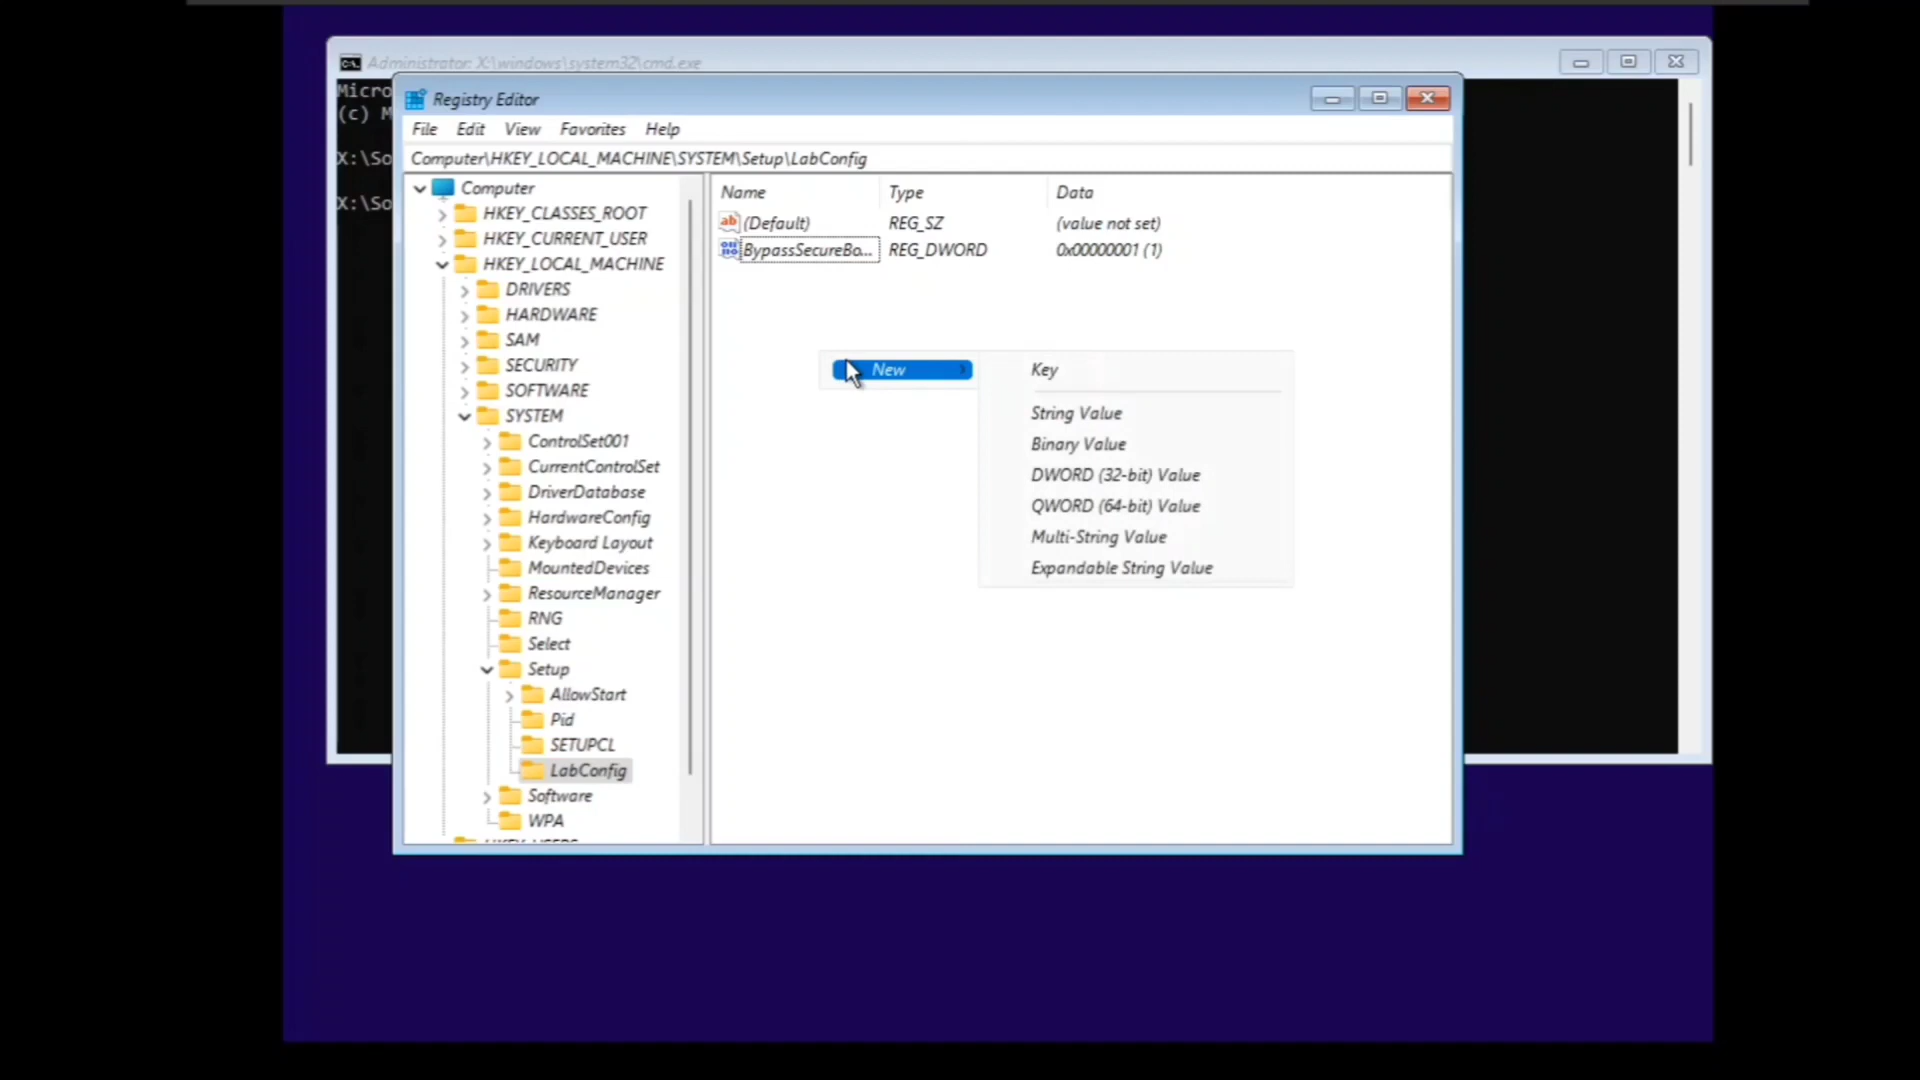 Administrator: X:\windows\system32\cmd.exe
Micro
(c) M
X:\So
X:\So
Registry Editor
File Edit View Favorites Help
Computer\HKEY_LOCAL_MACHINE\SYSTEM\Setup\LabConfig
Computer
HKEY_CLASSES_ROOT
HKEY_CURRENT_USER
HKEY_LOCAL_MACHINE
DRIVERS
HARDWARE
SAM
SECURITY
SOFTWARE
SYSTEM
ControlSet001
CurrentControlSet
DriverDatabase
HardwareConfig
Keyboard Layout
MountedDevices
ResourceManager
RNG
Select
Setup
AllowStart
Pid
SETUPCL
LabConfig
Software
WPA
Name Type Data
(Default) REG_SZ (value not set)
BypassSecureBo... REG_DWORD 0x00000001 (1)
New
Key
String Value
Binary Value
DWORD (32-bit) Value
QWORD (64-bit) Value
Multi-String Value
Expandable String Value